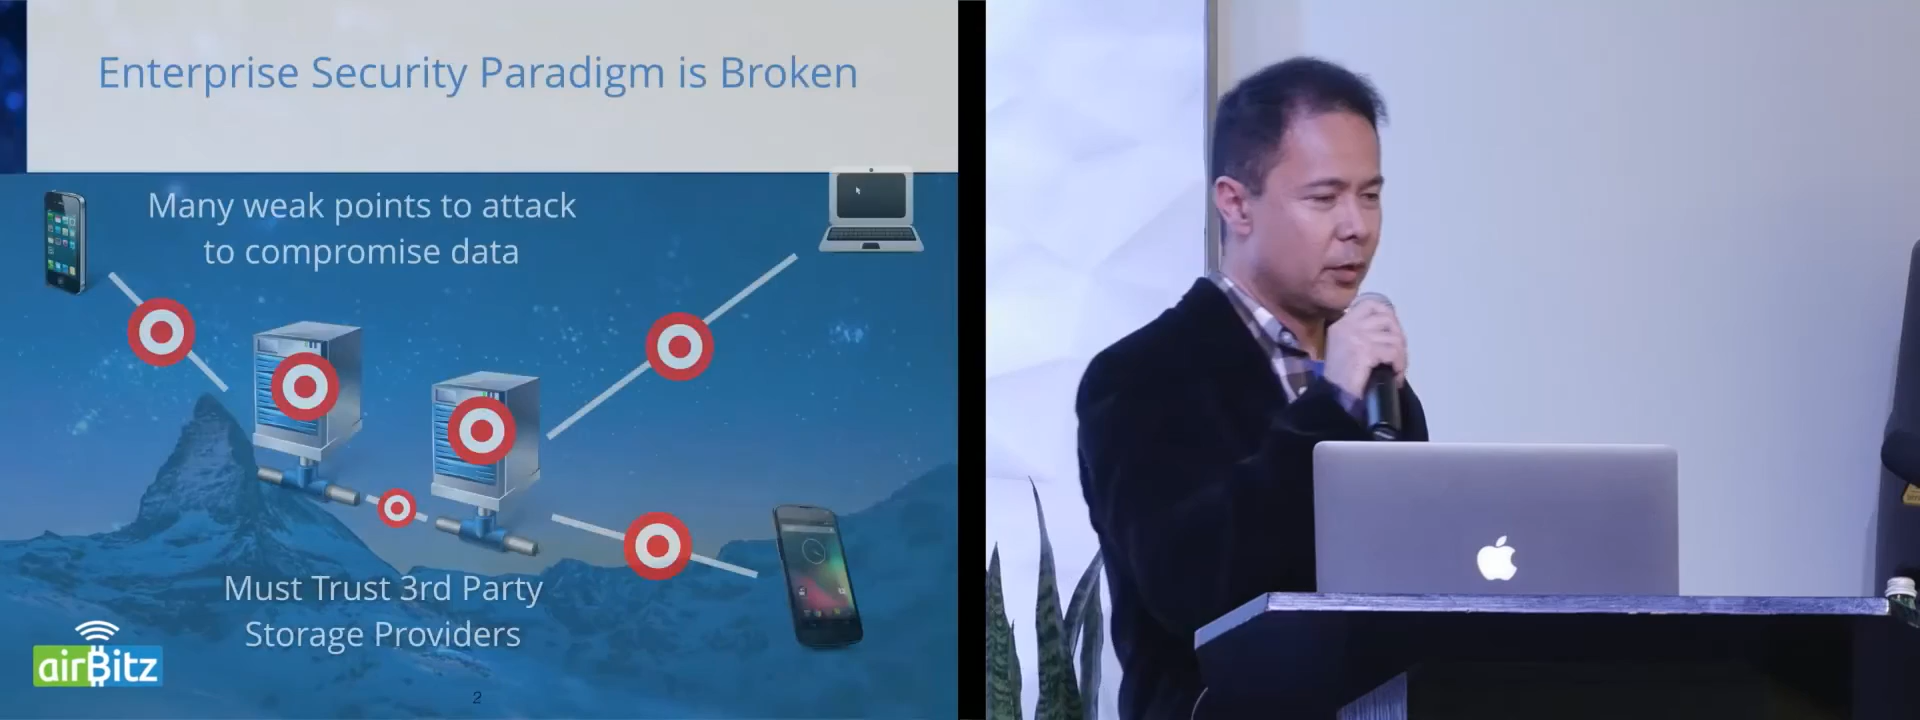 Enterprise Security Paradigm is Broken
Many weak points to attack
to compromise data
Must Trust 3rd Party
Storage Providers
airBitz
2